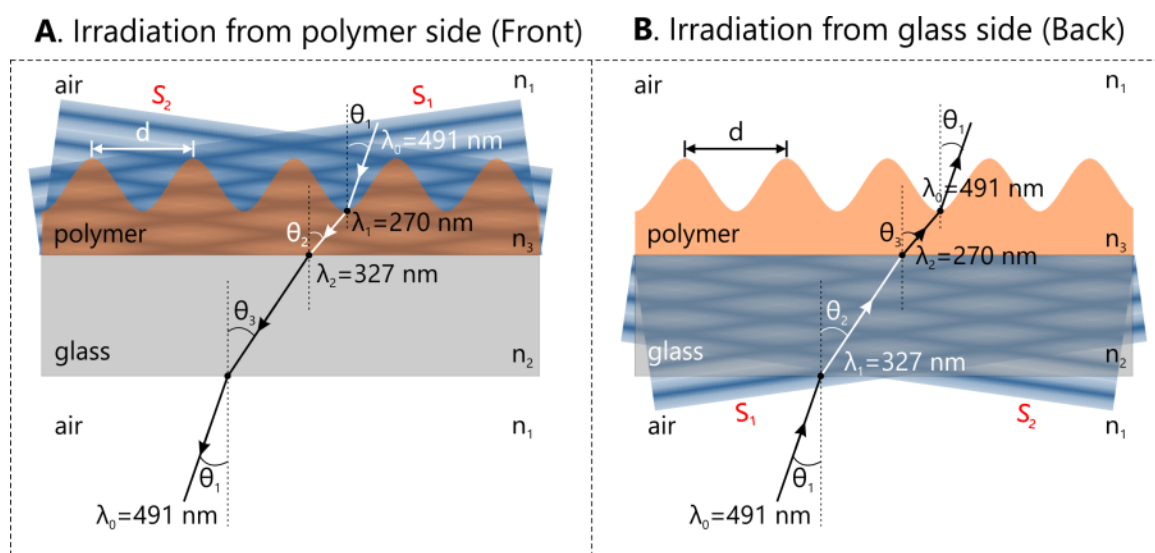 A. Irradiation from polymer side (Front)
air
n₁
S₂
S₁
θ₁
d
λ₀=491 nm
polymer
θ₂
λ₁=270 nm
n₃
λ₂=327 nm
θ₃
glass
n₂
air
n₁
θ₁
λ₀=491 nm
B. Irradiation from glass side (Back)
air
n₁
θ₁
d
λ₀=491 nm
polymer
θ₃
n₃
λ₂=270 nm
θ₂
glass
λ₁=327 nm
n₂
air
S₁
S₂
n₁
θ₁
λ₀=491 nm